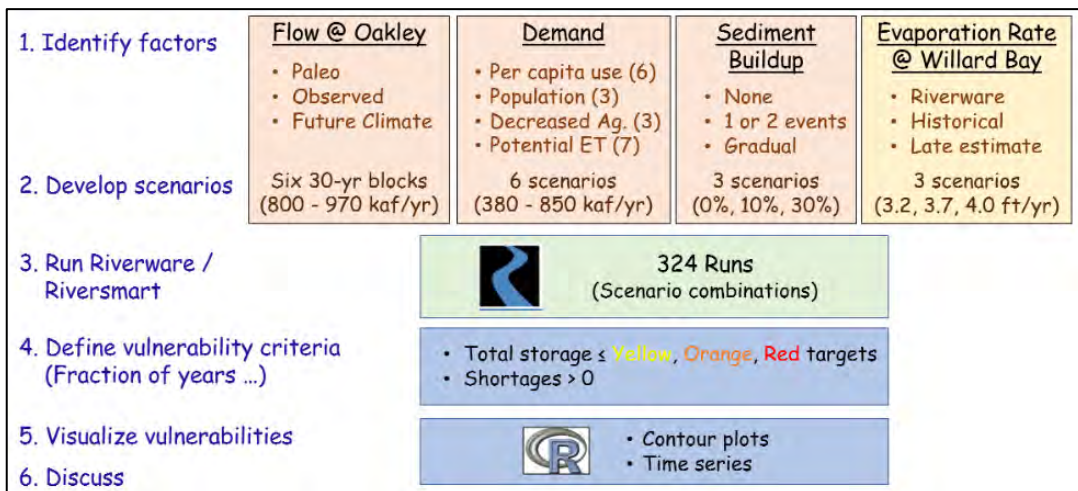 1. Identify factors
Flow @ Oakley
• Paleo
• Observed
• Future Climate
Demand
• Per capita use (6)
• Population (3)
• Decreased Ag. (3)
• Potential ET (7)
Sediment
Buildup
• None
• 1 or 2 events
• Gradual
Evaporation Rate
@ Willard Bay
• Riverware
• Historical
• Late estimate
2. Develop scenarios
Six 30-yr blocks
(800 - 970 kaf/yr)
6 scenarios
(380 - 850 kaf/yr)
3 scenarios
(0%, 10%, 30%)
3 scenarios
(3.2, 3.7, 4.0 ft/yr)
3. Run Riverware /
Riversmart
324 Runs
(Scenario combinations)
4. Define vulnerability criteria
(Fraction of years ...)
• Total storage ≤ Yellow, Orange, Red targets
• Shortages > 0
5. Visualize vulnerabilities
R
• Contour plots
• Time series
6. Discuss